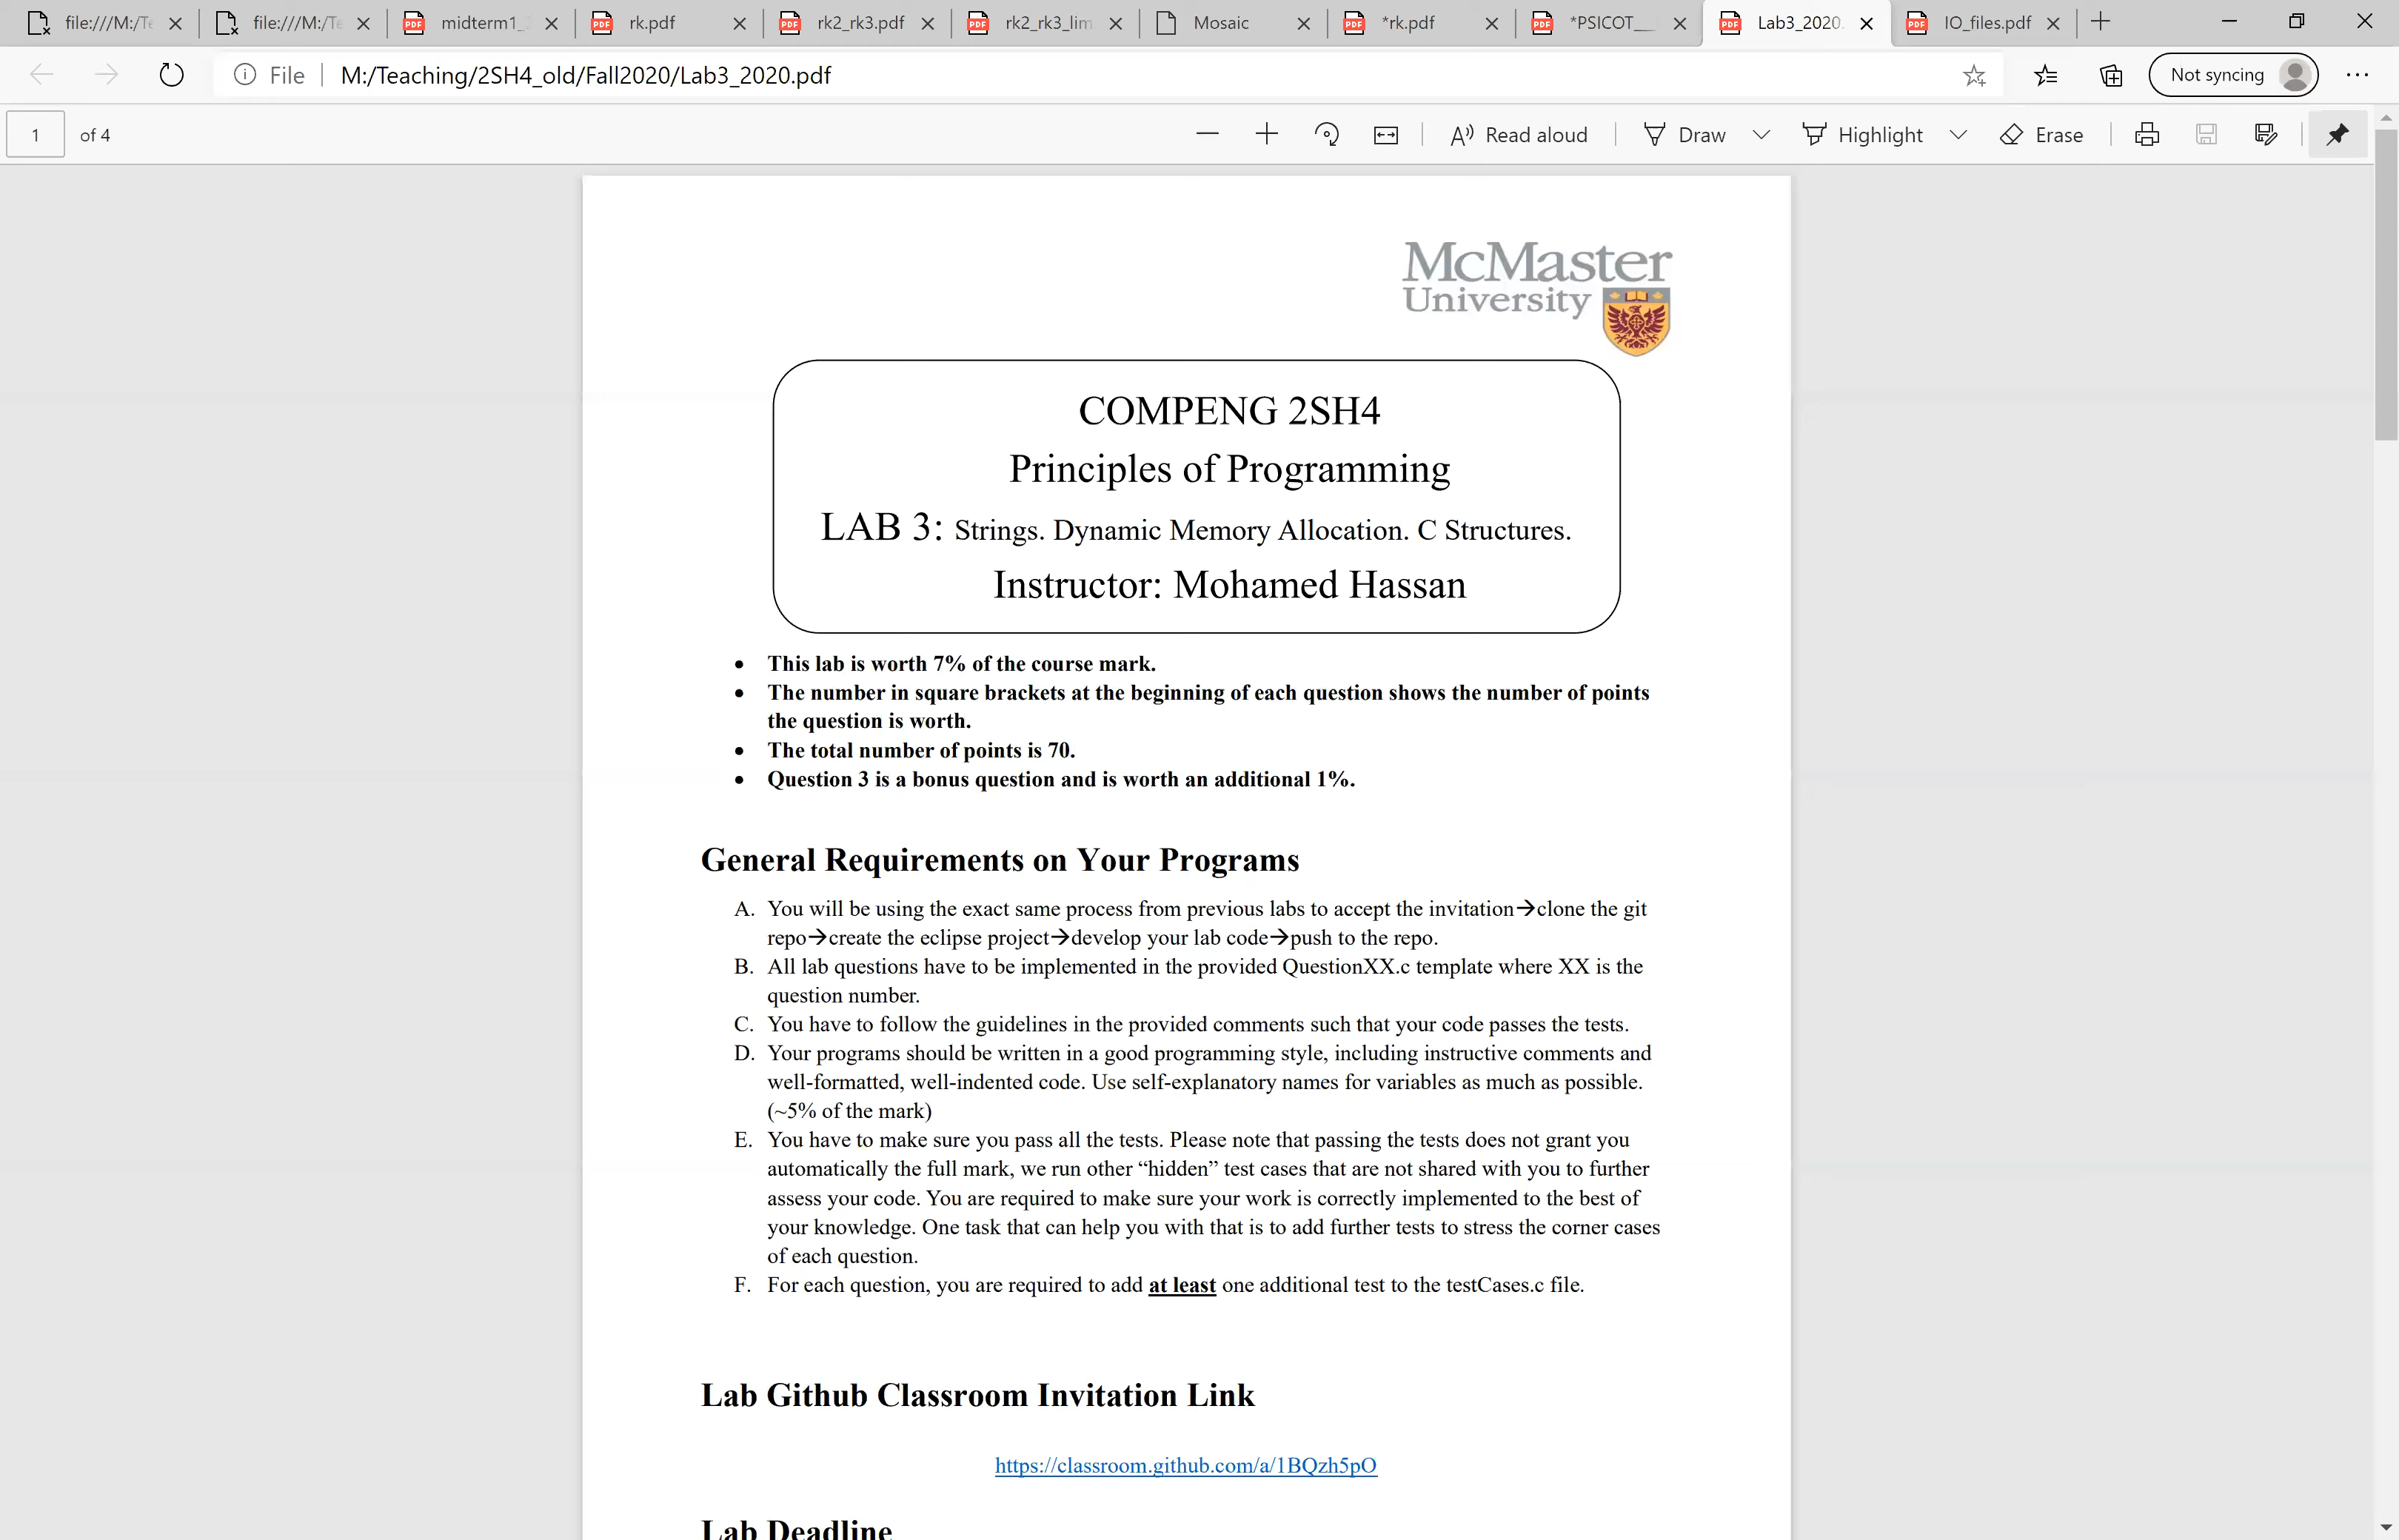 file:///M:/Te
file:///M:/Te
midterm1_2
rk.pdf
rk2_rk3.pdf
rk2_rk3_lim
Mosaic
*rk.pdf
*PSICOT__
Lab3_2020.
IO_files.pdf
File
M:/Teaching/2SH4_old/Fall2020/Lab3_2020.pdf
Not syncing
1 of 4
Read aloud
Draw
Highlight
Erase
McMaster
University
COMPENG 2SH4
Principles of Programming
LAB 3: Strings. Dynamic Memory Allocation. C Structures.
Instructor: Mohamed Hassan
• This lab is worth 7% of the course mark.
• The number in square brackets at the beginning of each question shows the number of points
the question is worth.
• The total number of points is 70.
• Question 3 is a bonus question and is worth an additional 1%.
General Requirements on Your Programs
A. You will be using the exact same process from previous labs to accept the invitation→clone the git
repo→create the eclipse project→develop your lab code→push to the repo.
B. All lab questions have to be implemented in the provided QuestionXX.c template where XX is the
question number.
C. You have to follow the guidelines in the provided comments such that your code passes the tests.
D. Your programs should be written in a good programming style, including instructive comments and
well-formatted, well-indented code. Use self-explanatory names for variables as much as possible.
(~5% of the mark)
E. You have to make sure you pass all the tests. Please note that passing the tests does not grant you
automatically the full mark, we run other “hidden” test cases that are not shared with you to further
assess your code. You are required to make sure your work is correctly implemented to the best of
your knowledge. One task that can help you with that is to add further tests to stress the corner cases
of each question.
F. For each question, you are required to add at least one additional test to the testCases.c file.
Lab Github Classroom Invitation Link
https://classroom.github.com/a/1BQzh5pO
Lab Deadline